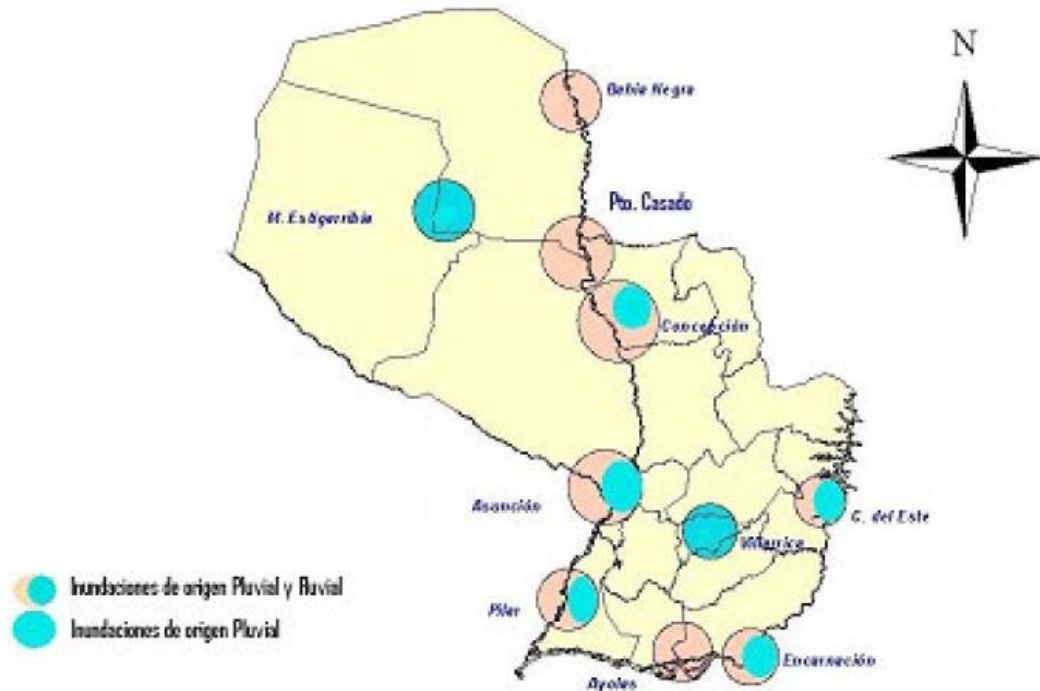 N
Bahía Negra
Pto. Casado
M. Estigarribia
Concepción
Asunción
C. del Este
Villarrica
Pilar
Encarnación
Ayolas
Inundaciones de origen Pluvial y Fluvial
Inundaciones de origen Pluvial